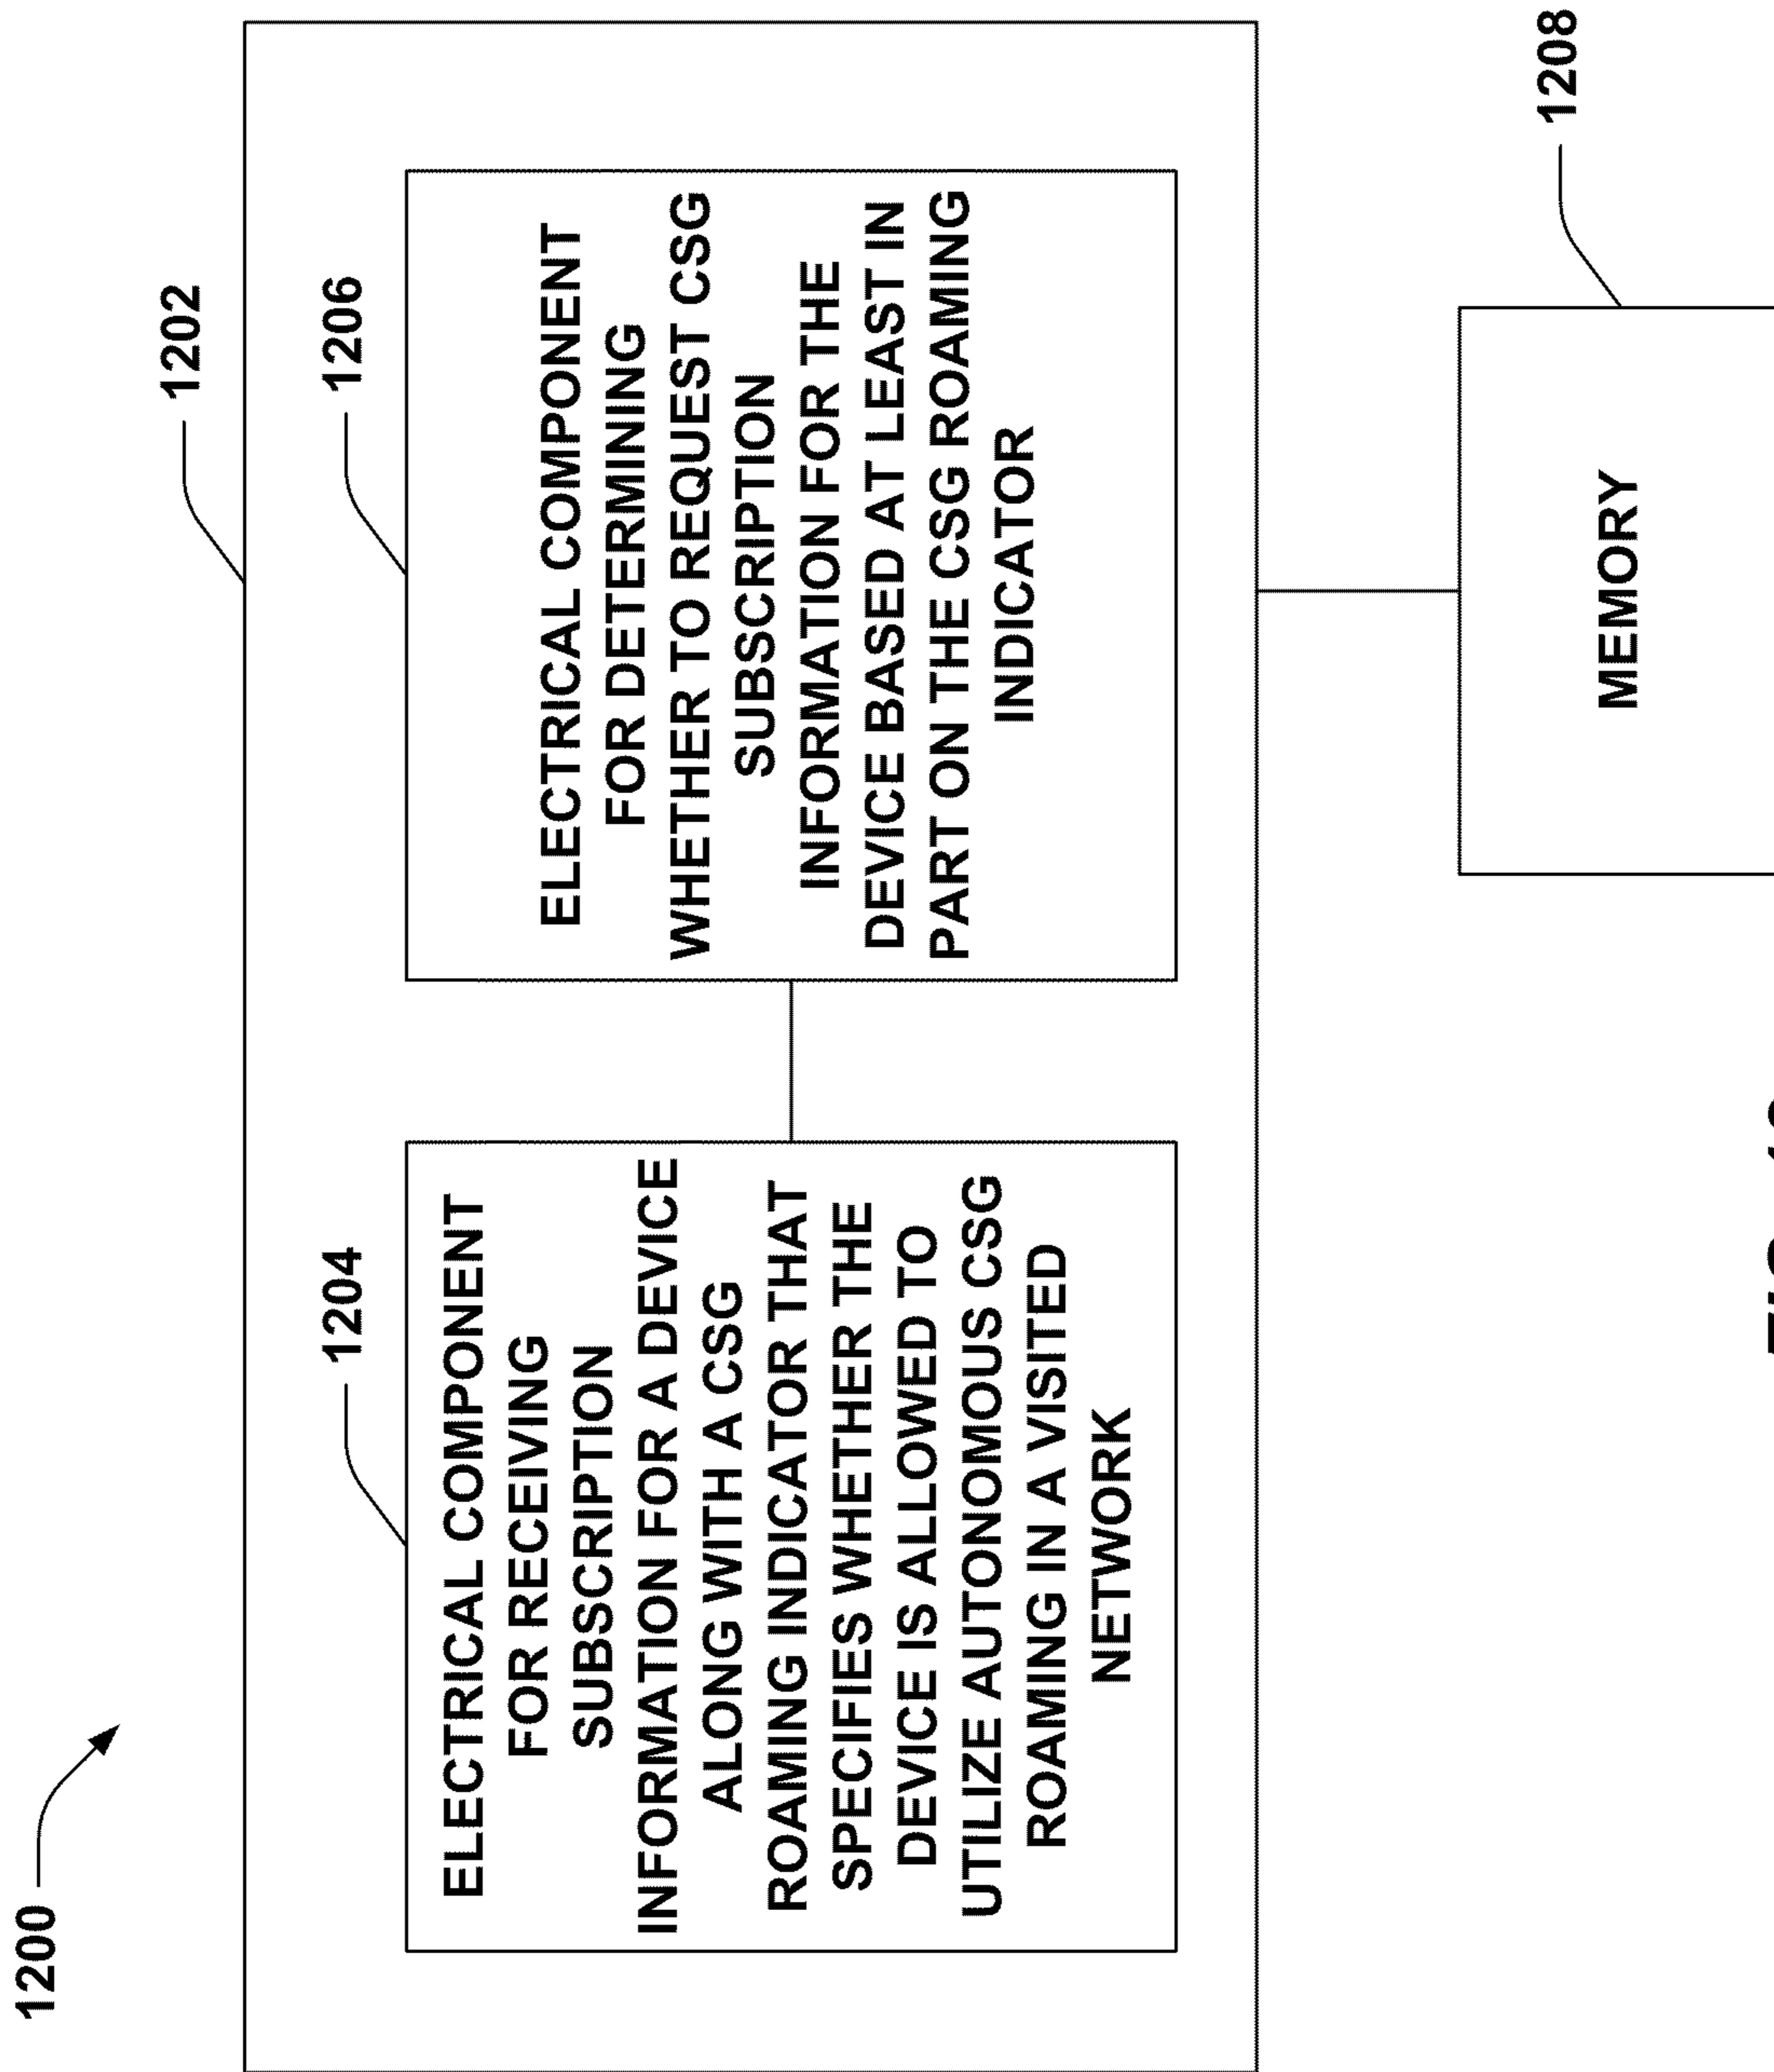 1200
1202
1204
ELECTRICAL COMPONENT
FOR RECEIVING
SUBSCRIPTION
INFORMATION FOR A DEVICE
ALONG WITH A CSG
ROAMING INDICATOR THAT
SPECIFIES WHETHER THE
DEVICE IS ALLOWED TO
UTILIZE AUTONOMOUS CSG
ROAMING IN A VISITED
NETWORK
1206
ELECTRICAL COMPONENT
FOR DETERMINING
WHETHER TO REQUEST CSG
SUBSCRIPTION
INFORMATION FOR THE
DEVICE BASED AT LEAST IN
PART ON THE CSG ROAMING
INDICATOR
1208
MEMORY